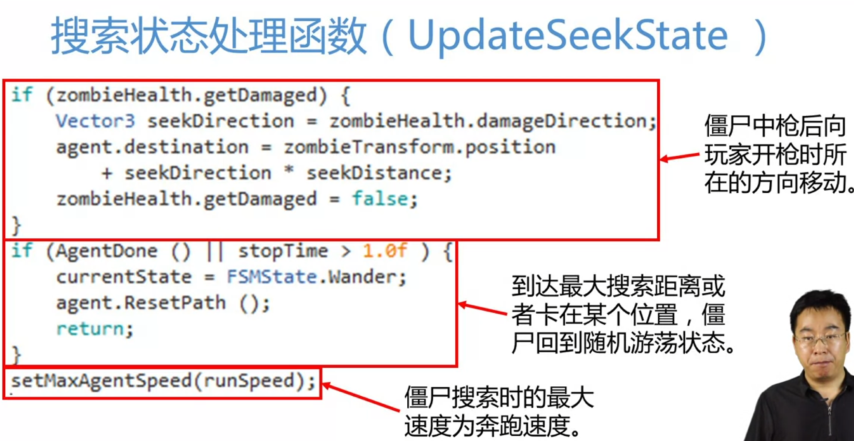 搜索状态处理函数（UpdateSeekState ）
if (zombieHealth.getDamaged) {
Vector3 seekDirection = zombieHealth.damageDirection;
agent.destination = zombieTransform.position
+ seekDirection * seekDistance;
zombieHealth.getDamaged = false;
}
僵尸中枪后向
玩家开枪时所
在的方向移动。
if (AgentDone () || stopTime > 1.0f ) {
currentState = FSMState.Wander;
agent.ResetPath ();
return;
}
到达最大搜索距离或
者卡在某个位置，僵
尸回到随机游荡状态。
setMaxAgentSpeed(runSpeed);
僵尸搜索时的最大
速度为奔跑速度。